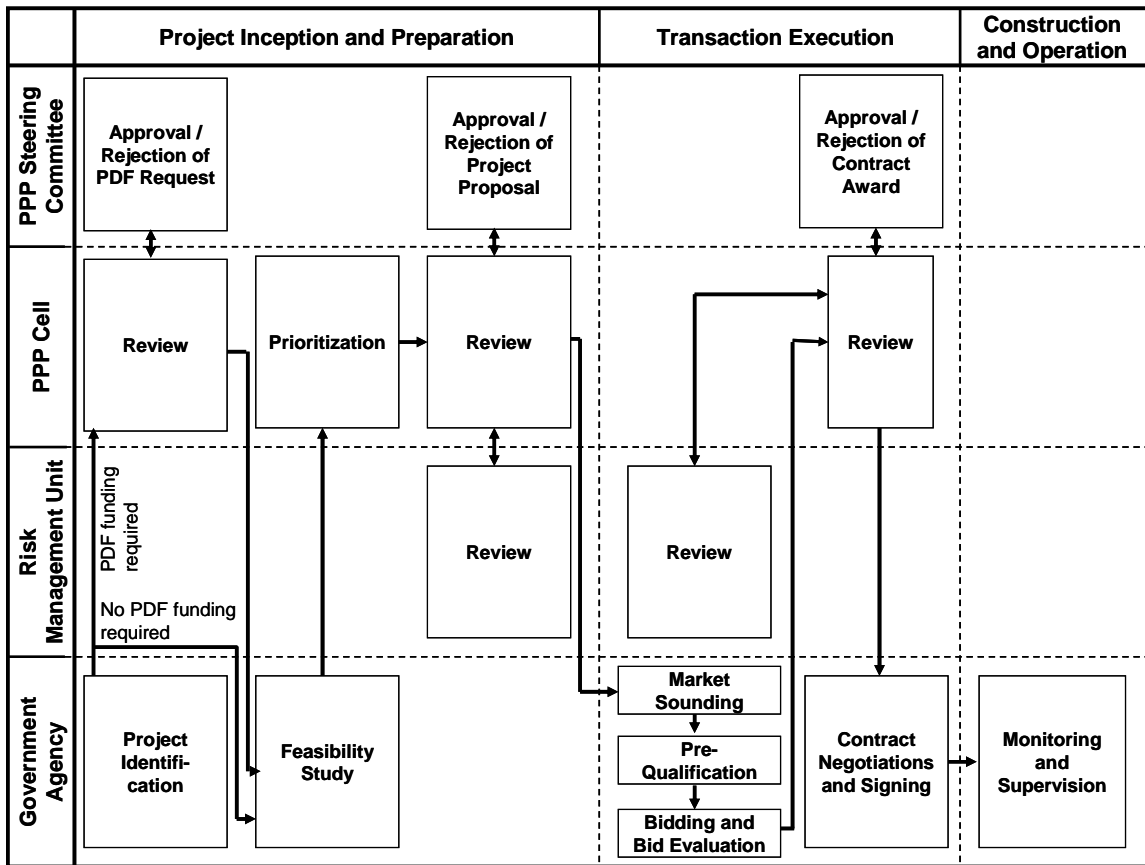 Project Inception and Preparation
Transaction Execution
Construction
and Operation
PPP Steering
Committee
Approval /
Rejection of
PDF Request
Approval /
Rejection of
Project
Proposal
Approval /
Rejection of
Contract
Award
PPP Cell
Review
Prioritization
Review
Review
Risk
Management Unit
PDF funding
required
No PDF funding
required
Review
Review
Government
Agency
Project
Identifi-
cation
Feasibility
Study
Market
Sounding
Pre-
Qualification
Bidding and
Bid Evaluation
Contract
Negotiations
and Signing
Monitoring
and
Supervision